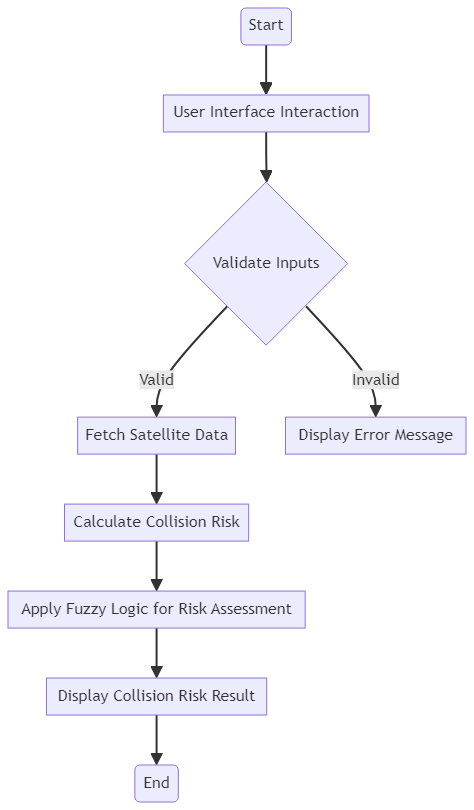 Start
User Interface Interaction
Validate Inputs
Valid
Invalid
Fetch Satellite Data
Display Error Message
Calculate Collision Risk
Apply Fuzzy Logic for Risk Assessment
Display Collision Risk Result
End